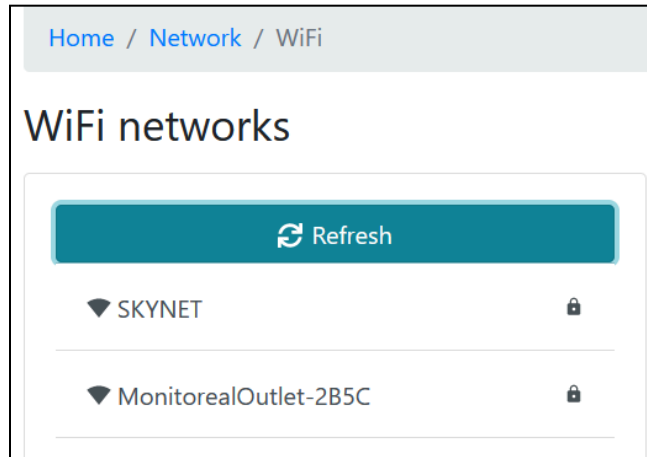 Home / Network / WiFi
WiFi networks
Refresh
SKYNET
MonitorealOutlet-2B5C